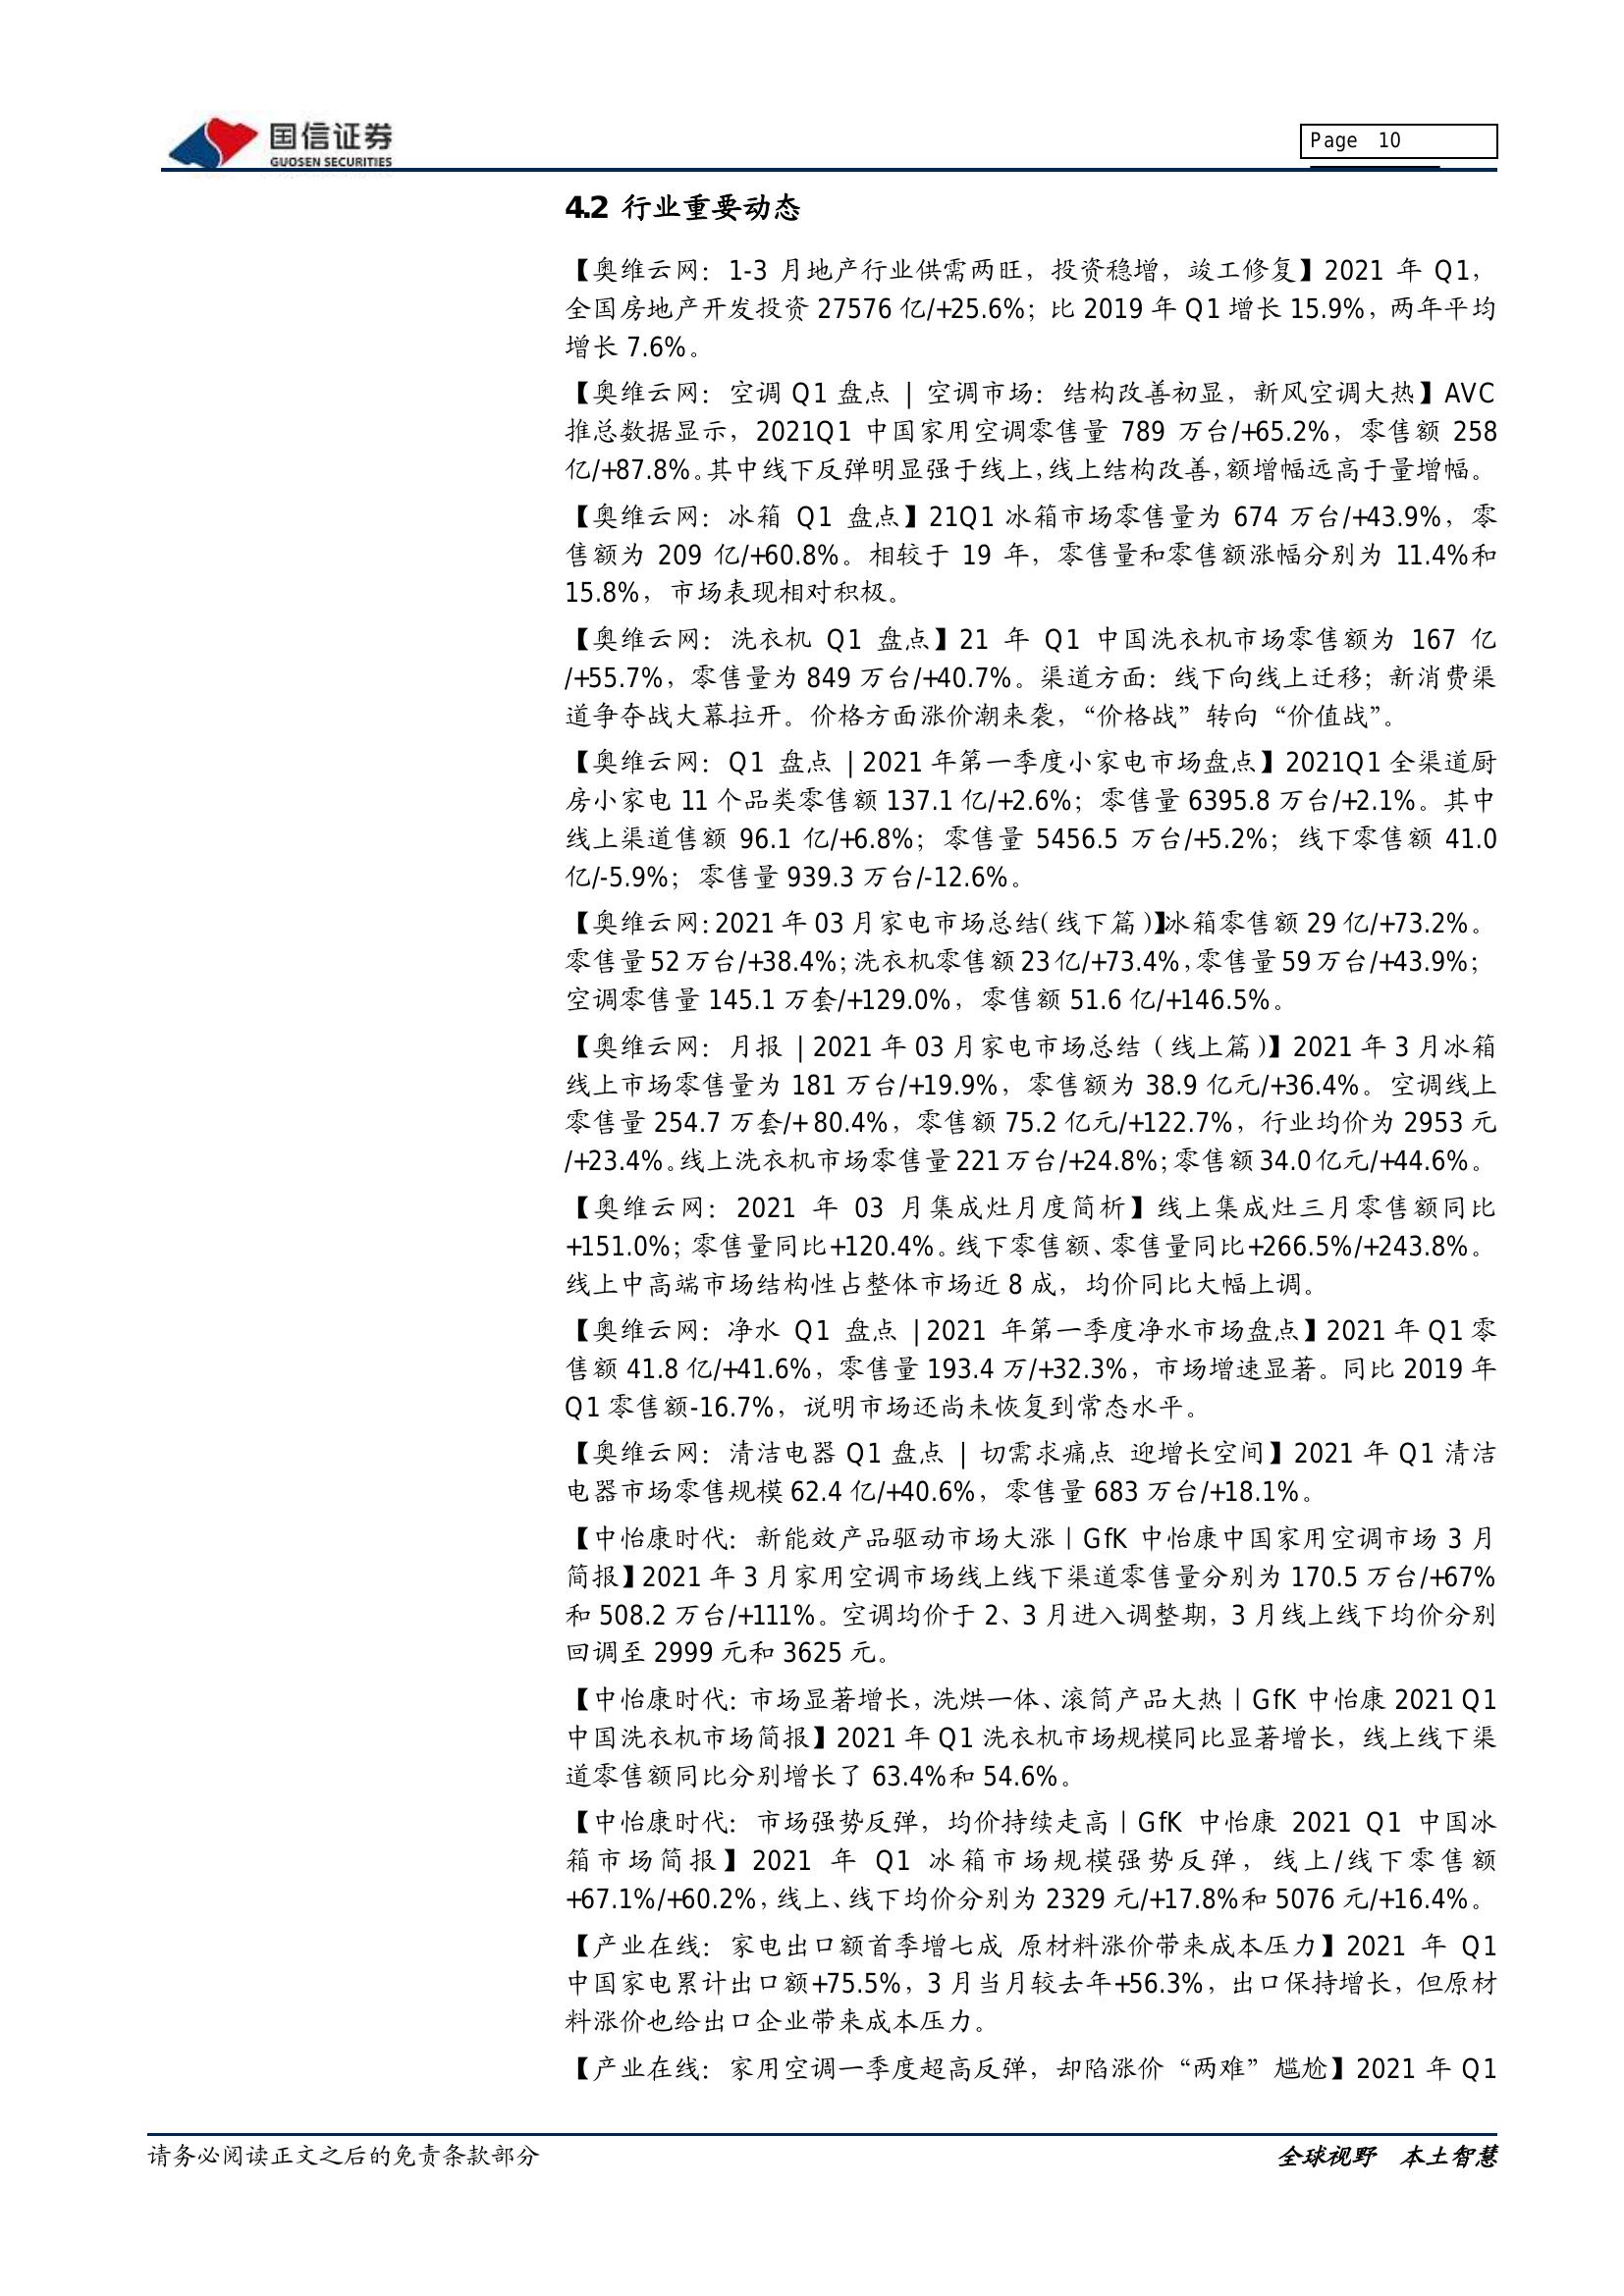 国信证券
GUOSEN SECURITIES
Page 10
4.2 行业重要动态
【奥维云网：1-3 月地产行业供需两旺，投资稳增，竣工修复】2021 年 Q1，
全国房地产开发投资 27576 亿/+25.6%；比 2019 年 Q1 增长 15.9%，两年平均
增长 7.6%。
【奥维云网：空调 Q1 盘点 | 空调市场：结构改善初显，新风空调大热】AVC
推总数据显示，2021Q1 中国家用空调零售量 789 万台/+65.2%，零售额 258
亿/+87.8%。其中线下反弹明显强于线上，线上结构改善，额增幅远高于量增幅。
【奥维云网：冰箱 Q1 盘点】21Q1 冰箱市场零售量为 674 万台/+43.9%，零
售额为 209 亿/+60.8%。相较于 19 年，零售量和零售额涨幅分别为 11.4%和
15.8%，市场表现相对积极。
【奥维云网：洗衣机 Q1 盘点】21 年 Q1 中国洗衣机市场零售额为 167 亿
/+55.7%，零售量为 849 万台/+40.7%。渠道方面：线下向线上迁移；新消费渠
道争夺战大幕拉开。价格方面涨价潮来袭，“价格战”转向“价值战”。
【奥维云网：Q1 盘点 | 2021 年第一季度小家电市场盘点】2021Q1 全渠道厨
房小家电 11 个品类零售额 137.1 亿/+2.6%；零售量 6395.8 万台/+2.1%。其中
线上渠道售额 96.1 亿/+6.8%；零售量 5456.5 万台/+5.2%；线下零售额 41.0
亿/-5.9%；零售量 939.3 万台/-12.6%。
【奥维云网：2021 年 03 月家电市场总结（线下篇）】冰箱零售额 29 亿/+73.2%。
零售量 52 万台/+38.4%；洗衣机零售额 23 亿/+73.4%，零售量 59 万台/+43.9%；
空调零售量 145.1 万套/+129.0%，零售额 51.6 亿/+146.5%。
【奥维云网：月报 | 2021 年 03 月家电市场总结（线上篇）】2021 年 3 月冰箱
线上市场零售量为 181 万台/+19.9%，零售额为 38.9 亿元/+36.4%。空调线上
零售量 254.7 万套/+ 80.4%，零售额 75.2 亿元/+122.7%，行业均价为 2953 元
/+23.4%。线上洗衣机市场零售量 221 万台/+24.8%；零售额 34.0 亿元/+44.6%。
【奥维云网：2021 年 03 月集成灶月度简析】线上集成灶三月零售额同比
+151.0%；零售量同比+120.4%。线下零售额、零售量同比+266.5%/+243.8%。
线上中高端市场结构性占整体市场近 8 成，均价同比大幅上调。
【奥维云网：净水 Q1 盘点 | 2021 年第一季度净水市场盘点】2021 年 Q1 零
售额 41.8 亿/+41.6%，零售量 193.4 万/+32.3%，市场增速显著。同比 2019 年
Q1 零售额-16.7%，说明市场还尚未恢复到常态水平。
【奥维云网：清洁电器 Q1 盘点 | 切需求痛点 迎增长空间】2021 年 Q1 清洁
电器市场零售规模 62.4 亿/+40.6%，零售量 683 万台/+18.1%。
【中怡康时代：新能效产品驱动市场大涨丨GfK 中怡康中国家用空调市场 3 月
简报】2021 年 3 月家用空调市场线上线下渠道零售量分别为 170.5 万台/+67%
和 508.2 万台/+111%。空调均价于 2、3 月进入调整期，3 月线上线下均价分别
回调至 2999 元和 3625 元。
【中怡康时代：市场显著增长，洗烘一体、滚筒产品大热丨GfK 中怡康 2021 Q1
中国洗衣机市场简报】2021 年 Q1 洗衣机市场规模同比显著增长，线上线下渠
道零售额同比分别增长了 63.4%和 54.6%。
【中怡康时代：市场强势反弹，均价持续走高丨GfK 中怡康 2021 Q1 中国冰
箱市场简报】2021 年 Q1 冰箱市场规模强势反弹，线上/线下零售额
+67.1%/+60.2%，线上、线下均价分别为 2329 元/+17.8%和 5076 元/+16.4%。
【产业在线：家电出口额首季增七成 原材料涨价带来成本压力】2021 年 Q1
中国家电累计出口额+75.5%，3 月当月较去年+56.3%，出口保持增长，但原材
料涨价也给出口企业带来成本压力。
【产业在线：家用空调一季度超高反弹，却陷涨价“两难”尴尬】2021 年 Q1
请务必阅读正文之后的免责条款部分
全球视野 本土智慧